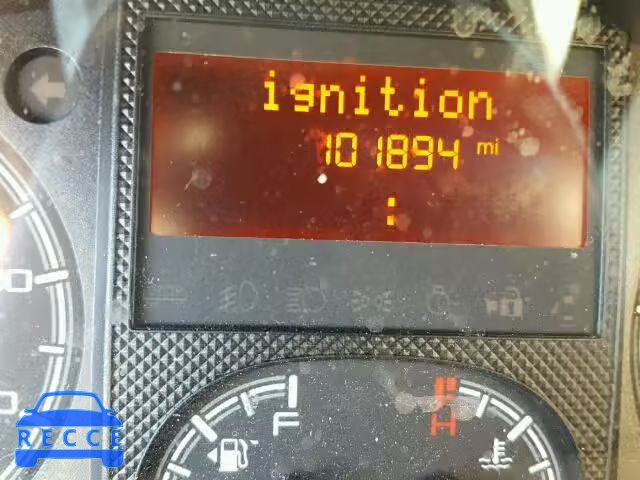 ignition
101894 mi
:
F H
RECCE